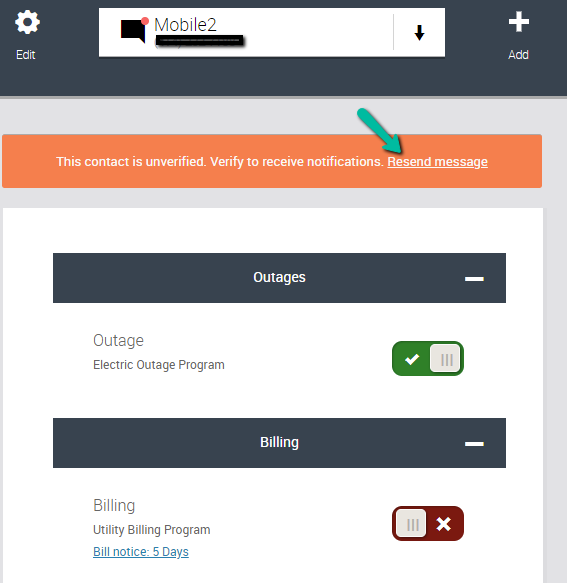 Mobile2
Edit
Add
This contact is unverified. Verify to receive notifications. Resend message
Outages
Outage
Electric Outage Program
Billing
Billing
Utility Billing Program
Bill notice: 5 Days